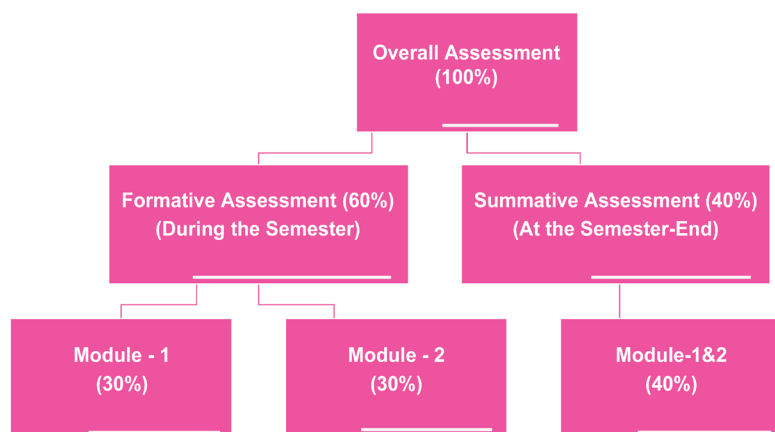 Overall Assessment
(100%)
Formative Assessment (60%)
(During the Semester)
Summative Assessment (40%)
(At the Semester-End)
Module - 1
(30%)
Module - 2
(30%)
Module-1&2
(40%)